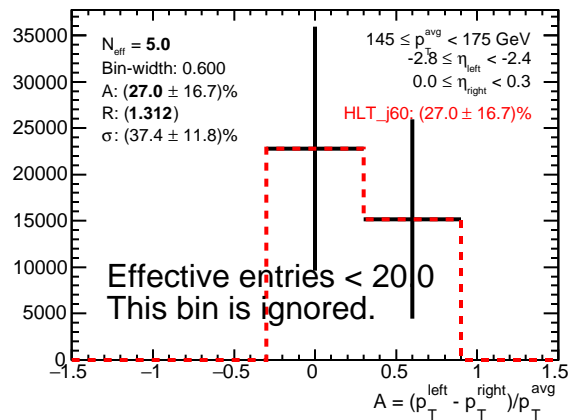 35000
30000
25000
20000
15000
10000
5000
0
N_eff = 5.0
Bin-width: 0.600
A: (27.0 ± 16.7)%
R: (1.312)
σ: (37.4 ± 11.8)%
145 ≤ p_T^avg < 175 GeV
-2.8 ≤ η_left < -2.4
0.0 ≤ η_right < 0.3
HLT_j60: (27.0 ± 16.7)%
Effective entries < 20.0
This bin is ignored.
−1.5 −1 −0.5 0 0.5 1 1.5
A = (p_T^left - p_T^right)/p_T^avg